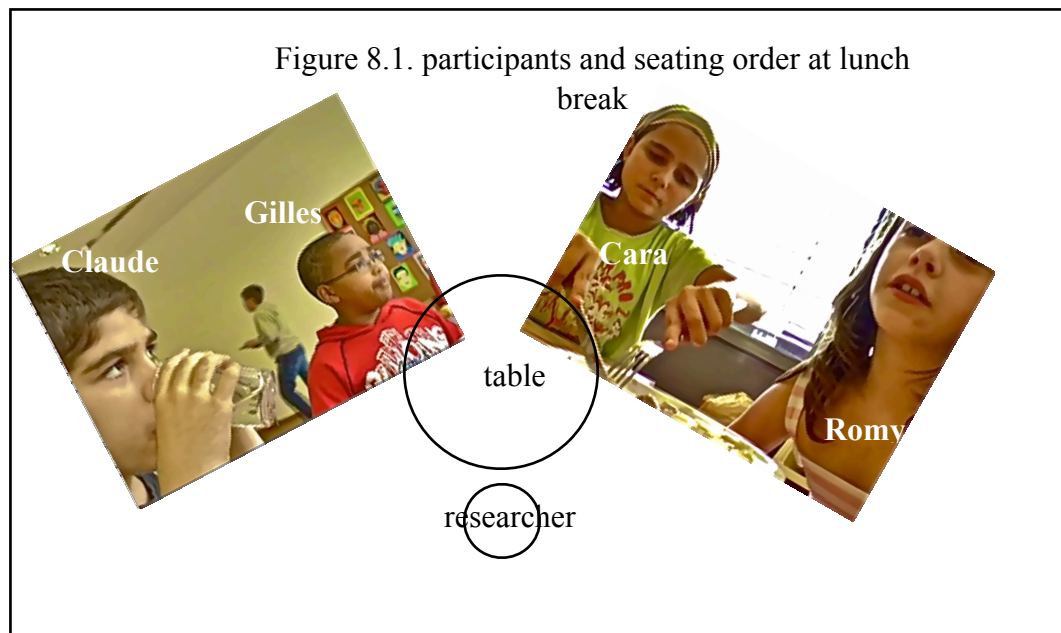 Figure 8.1. participants and seating order at lunch
break
Gilles
Claude
Cara
table
Romy
researcher